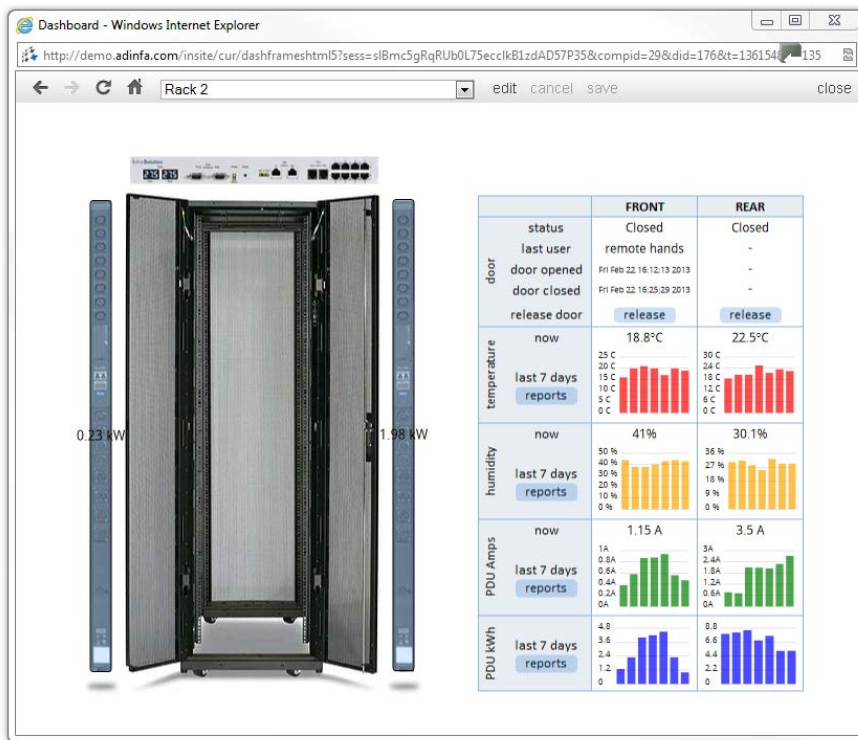 Dashboard - Windows Internet Explorer
http://demo.adinfa.com/insite/cur/dashframeshtml5?sess=
Rack 2
edit cancel save close
FRONT REAR
door
status Closed Closed
last user remote hands -
door opened Fri Feb 22 16:12:13 2013 -
door closed Fri Feb 22 16:25:29 2013 -
release door release release
temperature
now 18.8°C 22.5°C
last 7 days
reports
25 C 30 C
20 C 24 C
15 C 18 C
10 C 12 C
5 C 6 C
0 C 0 C
0.23 kW 1.98 kW
humidity
now 41% 30.1%
last 7 days
reports
50 % 36 %
40 % 27 %
30 % 18 %
20 % 9 %
10 % 0 %
0 %
PDU Amps
now 1.15 A 3.5 A
last 7 days
reports
1A 3A
0.8A 2.4A
0.6A 1.8A
0.4A 1.2A
0.2A 0.6A
0A 0A
PDU kWh
last 7 days
reports
4.8 8.8
3.6 6.6
2.4 4.4
1.2 2.2
0 0